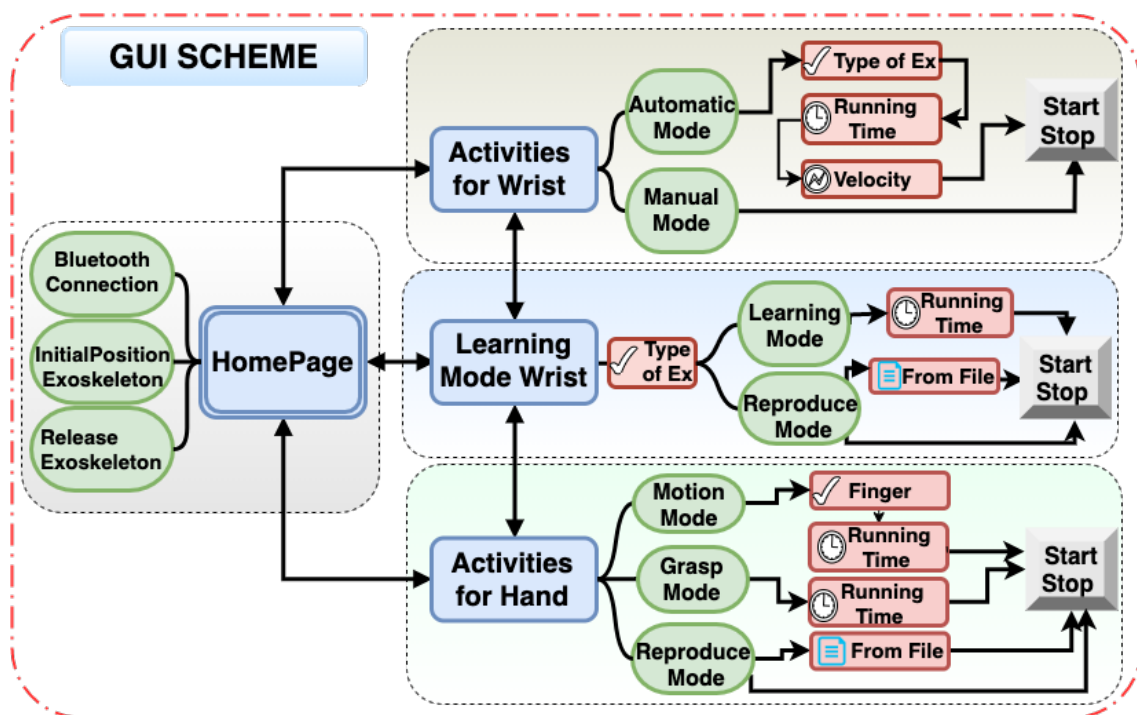 GUI SCHEME
Bluetooth
Connection
InitialPosition
Exoskeleton
Release
Exoskeleton
HomePage
Activities
for Wrist
Automatic
Mode
Manual
Mode
Type of Ex
Running
Time
Velocity
Start
Stop
Learning
Mode Wrist
Type
of Ex
Learning
Mode
Reproduce
Mode
Running
Time
From File
Start
Stop
Activities
for Hand
Motion
Mode
Grasp
Mode
Reproduce
Mode
Finger
Running
Time
Running
Time
From File
Start
Stop